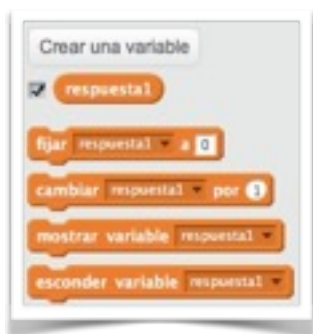 Crear una variable
respuesta1
fijar respuesta1 a 0
cambiar respuesta1 por 1
mostrar variable respuesta1
esconder variable respuesta1